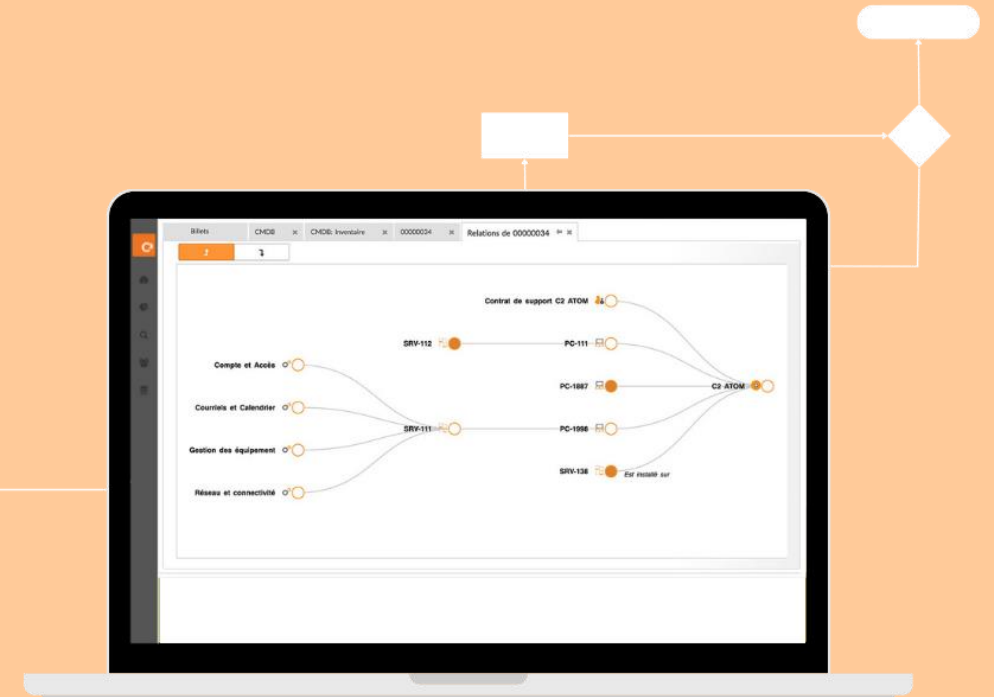 Billets
CMDB
CMDB: Inventaire
00000034
Relations de 00000034
Contrat de support C2 ATOM
SRV-112
PC-111
Compte et Accès
PC-1887
C2 ATOM
Courriels et Calendrier
SRV-111
PC-1998
Gestion des équipement
SRV-138
Est installé sur
Réseau et connectivité